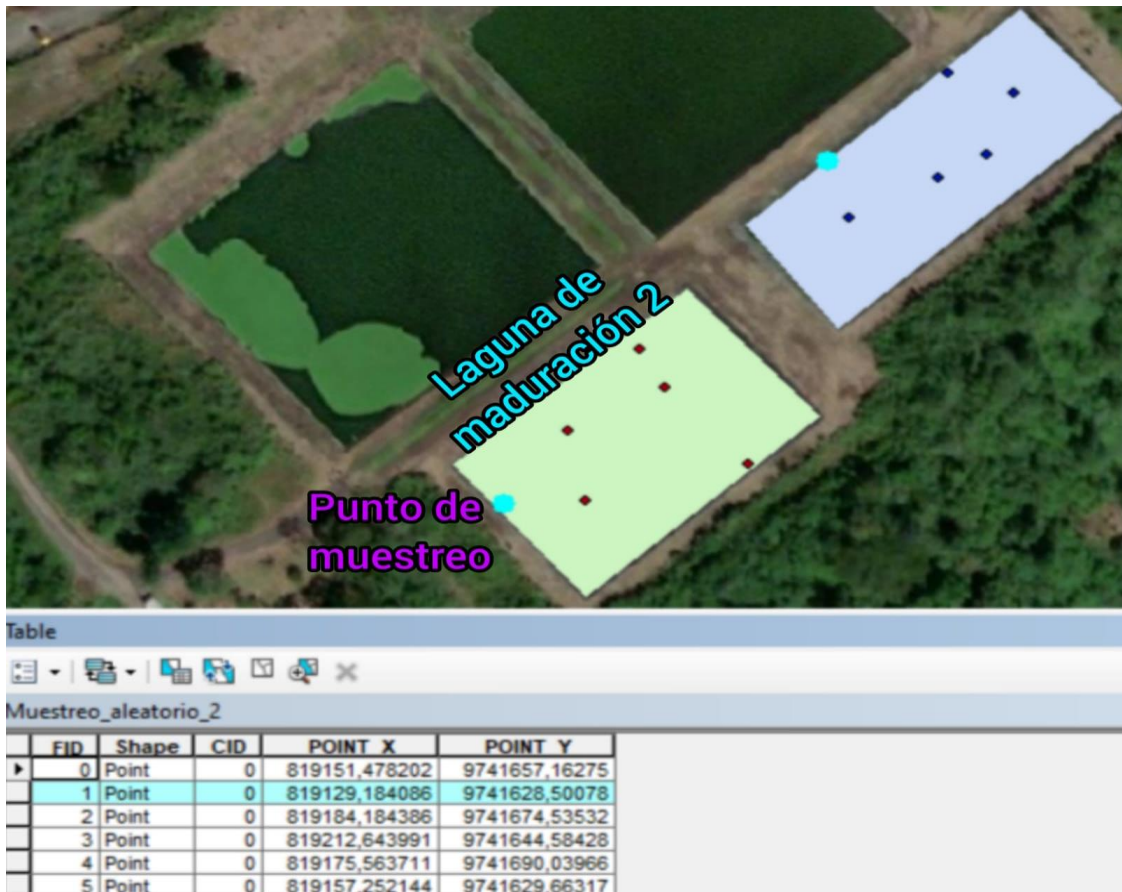 Laguna de
maduración 2
Punto de
muestreo
Table
Muestreo_aleatorio_2
FID Shape CID POINT_X POINT_Y
0 Point 0 819151,478202 9741657,16275
1 Point 0 819129,184086 9741628,50078
2 Point 0 819184,184386 9741674,53532
3 Point 0 819212,643991 9741644,58428
4 Point 0 819175,563711 9741690,03966
5 Point 0 819157,252144 9741629,66317